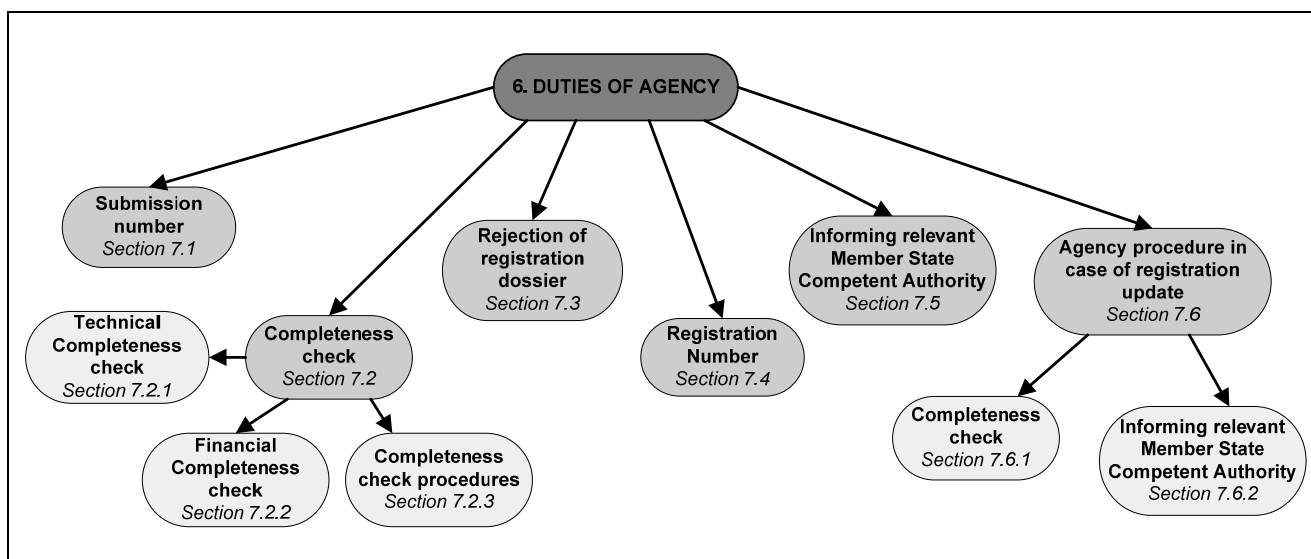 6. DUTIES OF AGENCY
Submission
number
Section 7.1
Rejection of
registration
dossier
Section 7.3
Informing relevant
Member State
Competent Authority
Section 7.5
Agency procedure in
case of registration
update
Section 7.6
Technical
Completeness
check
Section 7.2.1
Completeness
check
Section 7.2
Registration
Number
Section 7.4
Financial
Completeness
check
Section 7.2.2
Completeness
check procedures
Section 7.2.3
Completeness
check
Section 7.6.1
Informing relevant
Member State
Competent Authority
Section 7.6.2